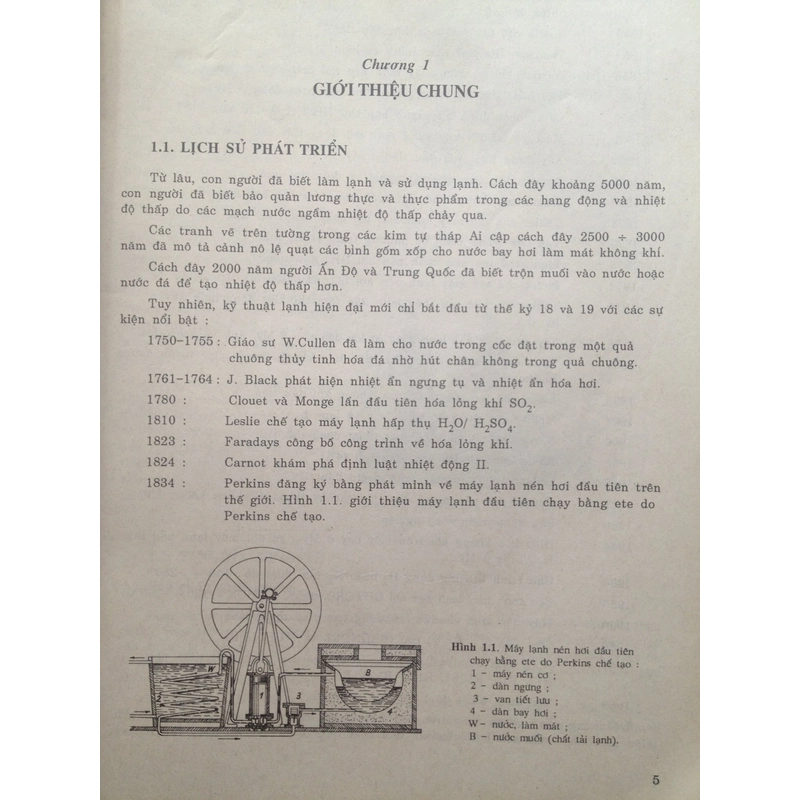 Chương 1
GIỚI THIỆU CHUNG
1.1. LỊCH SỬ PHÁT TRIỂN
Từ lâu, con người đã biết làm lạnh và sử dụng lạnh. Cách đây khoảng 5000 năm,
con người đã biết bảo quản lương thực và thực phẩm trong các hang động và nhiệt
độ thấp do các mạch nước ngầm nhiệt độ thấp chảy qua.
Các tranh vẽ trên tường trong các kim tự tháp Ai cập cách đây 2500 ÷ 3000
năm đã mô tả cảnh nô lệ quạt các bình gốm xốp cho nước bay hơi làm mát không khí.
Cách đây 2000 năm người Ấn Độ và Trung Quốc đã biết trộn muối vào nước hoặc
nước đá để tạo nhiệt độ thấp hơn.
Tuy nhiên, kỹ thuật lạnh hiện đại mới chỉ bắt đầu từ thế kỷ 18 và 19 với các sự
kiện nổi bật :
1750–1755 : Giáo sư W.Cullen đã làm cho nước trong cốc đặt trong một quả
chuông thủy tinh hóa đá nhờ hút chân không trong quả chuông.
1761–1764 : J. Black phát hiện nhiệt ẩn ngưng tụ và nhiệt ẩn hóa hơi.
1780 : Clouet và Monge lần đầu tiên hóa lỏng khí SO₂.
1810 : Leslie chế tạo máy lạnh hấp thụ H₂O/ H₂SO₄.
1823 : Faradays công bố công trình về hóa lỏng khí.
1824 : Carnot khám phá định luật nhiệt động II.
1834 : Perkins đăng ký bằng phát minh về máy lạnh nén hơi đầu tiên trên
thế giới. Hình 1.1. giới thiệu máy lạnh đầu tiên chạy bằng ete do
Perkins chế tạo.
W
B
2
1
3
4
Hình 1.1. Máy lạnh nén hơi đầu tiên
chạy bằng ete do Perkins chế tạo :
1 – máy nén cơ ;
2 – dàn ngưng ;
3 – van tiết lưu ;
4 – dàn bay hơi ;
W – nước, làm mát ;
B – nước muối (chất tải lạnh).
5